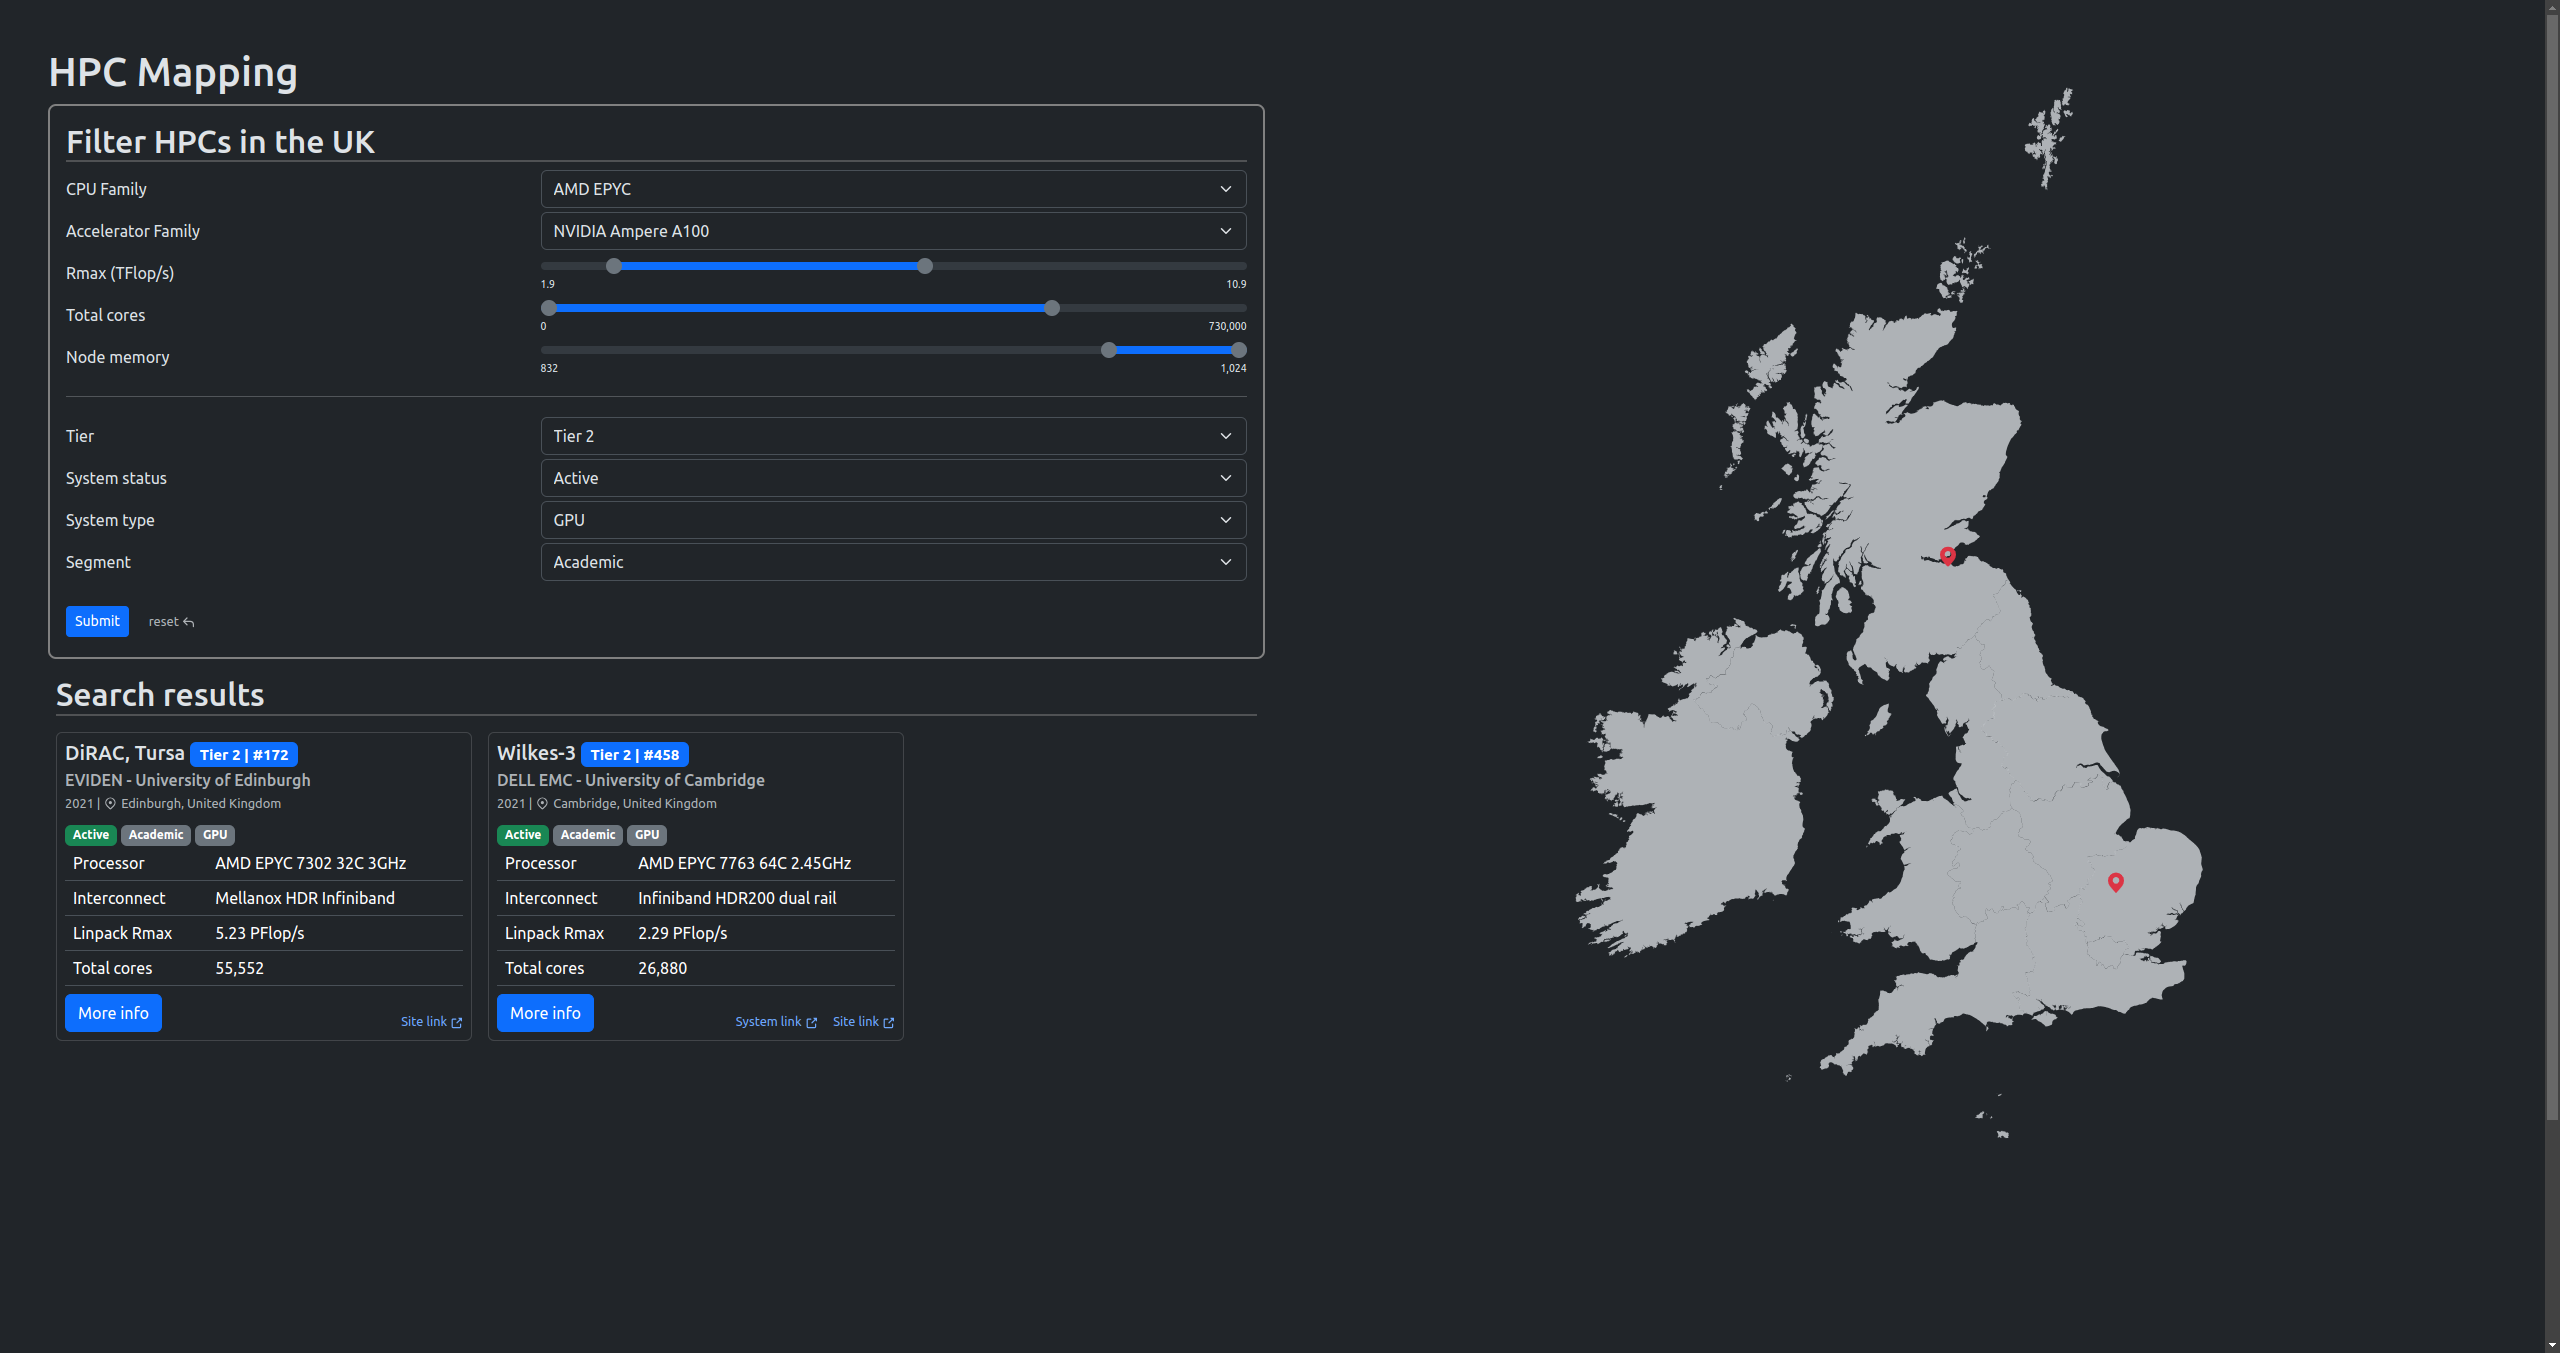 HPC Mapping
Filter HPCs in the UK
CPU Family AMD EPYC
Accelerator Family NVIDIA Ampere A100
Rmax (TFlop/s)
1.9 10.9
Total cores
0 730,000
Node memory
832 1,024
Tier Tier 2
System status Active
System type GPU
Segment Academic
Submit reset
Search results
DiRAC, Tursa Tier 2 | #172
EVIDEN - University of Edinburgh
2021 | Edinburgh, United Kingdom
Active Academic GPU
Processor AMD EPYC 7302 32C 3GHz
Interconnect Mellanox HDR Infiniband
Linpack Rmax 5.23 PFlop/s
Total cores 55,552
More info Site link
Wilkes-3 Tier 2 | #458
DELL EMC - University of Cambridge
2021 | Cambridge, United Kingdom
Active Academic GPU
Processor AMD EPYC 7763 64C 2.45GHz
Interconnect Infiniband HDR200 dual rail
Linpack Rmax 2.29 PFlop/s
Total cores 26,880
More info System link Site link